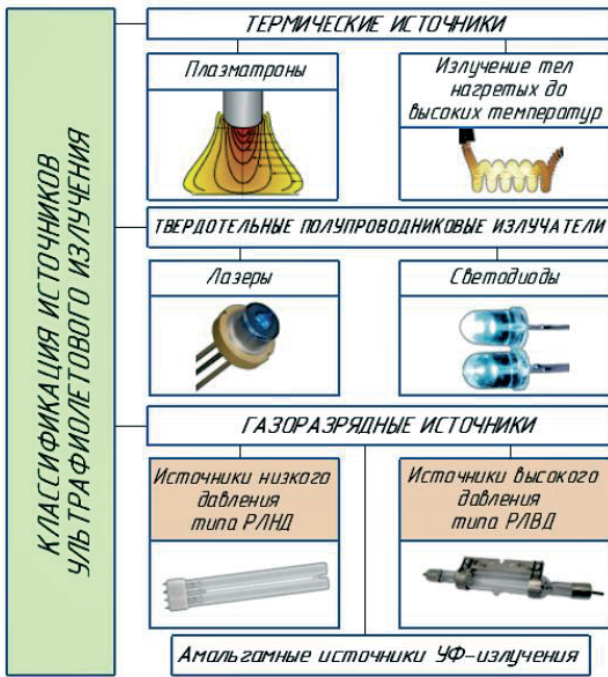 КЛАССИФИКАЦИЯ ИСТОЧНИКОВ
УЛЬТРАФИОЛЕТОВОГО ИЗЛУЧЕНИЯ
ТЕРМИЧЕСКИЕ ИСТОЧНИКИ
Плазматроны
Излучение тел
нагретых до
высоких температур
ТВЕРДОТЕЛЬНЫЕ ПОЛУПРОВОДНИКОВЫЕ ИЗЛУЧАТЕЛИ
Лазеры
Светодиоды
ГАЗОРАЗРЯДНЫЕ ИСТОЧНИКИ
Источники низкого
давления
типа РЛНД
Источники высокого
давления
типа РЛВД
Амальгамные источники УФ-излучения